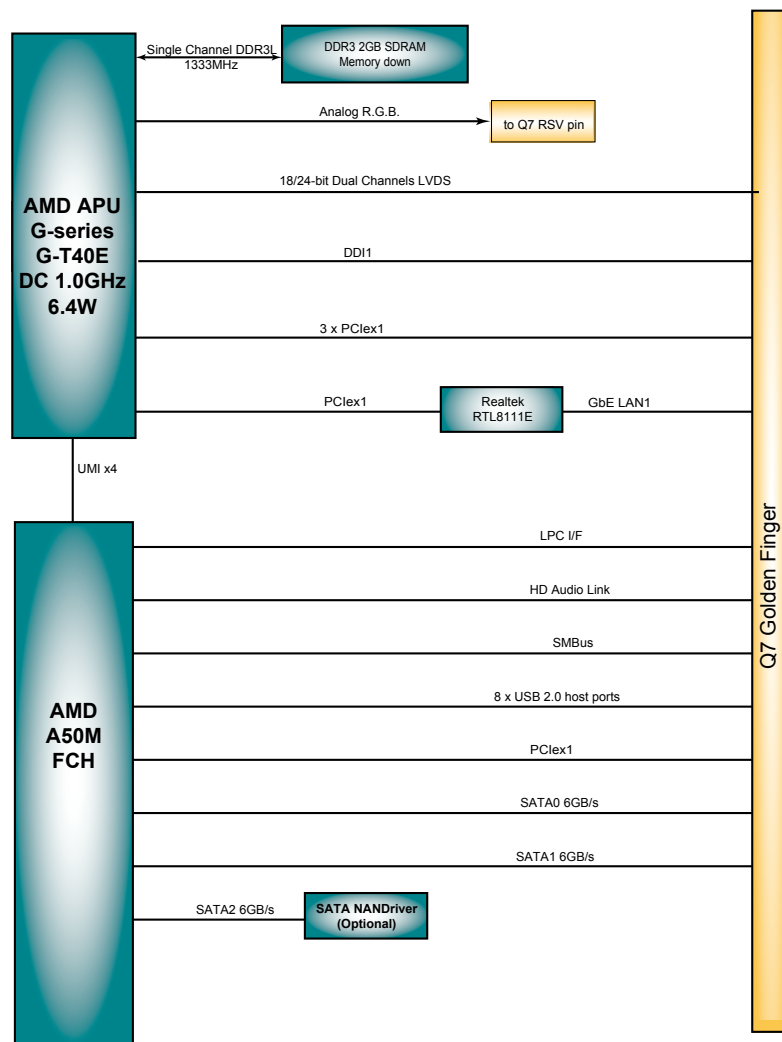 Single Channel DDR3L
1333MHz
DDR3 2GB SDRAM
Memory down
Analog R.G.B.
to Q7 RSV pin
18/24-bit Dual Channels LVDS
AMD APU
G-series
G-T40E
DC 1.0GHz
6.4W
DDI1
3 x PCIex1
PCIex1
Realtek
RTL8111E
GbE LAN1
UMI x4
Q7 Golden Finger
LPC I/F
HD Audio Link
SMBus
8 x USB 2.0 host ports
AMD
A50M
FCH
PCIex1
SATA0 6GB/s
SATA1 6GB/s
SATA2 6GB/s
SATA NANDriver
(Optional)